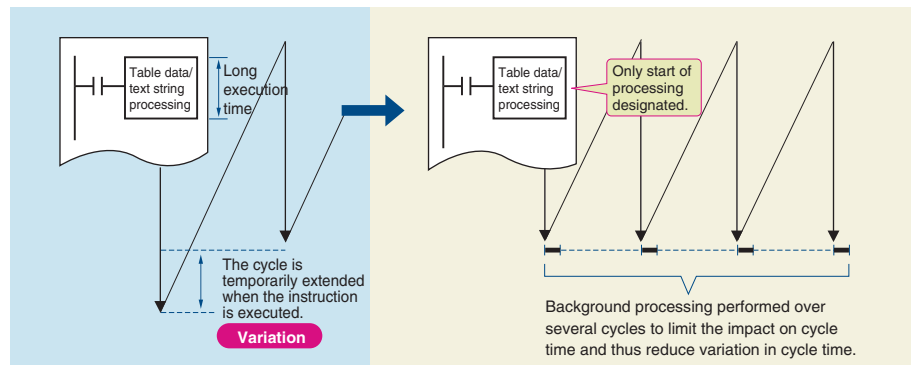 Table data/
text string
processing
Long
execution
time
The cycle is
temporarily extended
when the instruction
is executed.
Variation
Table data/
text string
processing
Only start of
processing
designated.
Background processing performed over
several cycles to limit the impact on cycle
time and thus reduce variation in cycle time.